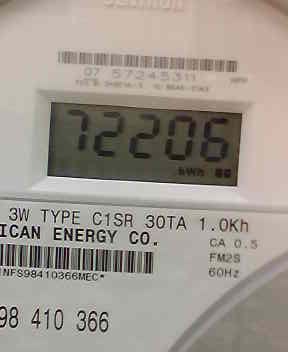 07 57245311
72206
kWh
3W TYPE C1SR 30TA 1.0Kh
ICAN ENERGY CO.
CA 0.5
FM2S
60Hz
NFS98410366MEC*
98 410 366